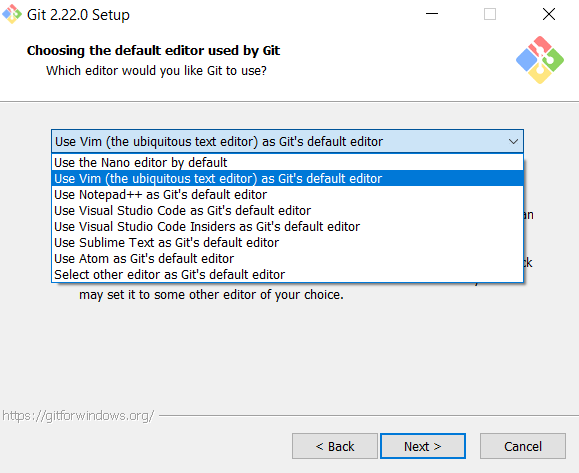 Git 2.22.0 Setup
Choosing the default editor used by Git
Which editor would you like Git to use?
Use Vim (the ubiquitous text editor) as Git's default editor
Use the Nano editor by default
Use Vim (the ubiquitous text editor) as Git's default editor
Use Notepad++ as Git's default editor
Use Visual Studio Code as Git's default editor
Use Visual Studio Code Insiders as Git's default editor
Use Sublime Text as Git's default editor
Use Atom as Git's default editor
Select other editor as Git's default editor
may set it to some other editor of your choice.
https://gitforwindows.org/
< Back
Next >
Cancel